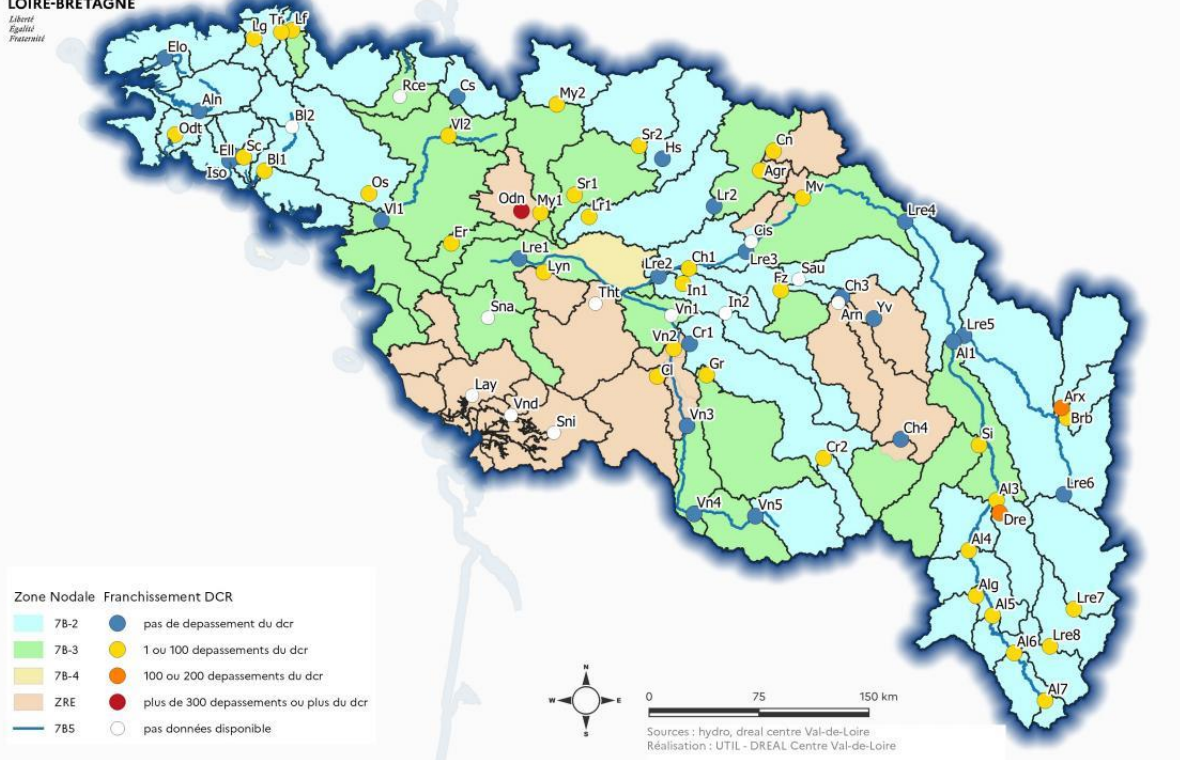 LOIRE-BRETAGNE
Liberté
Égalité
Fraternité
Lg
Tr
Lf
Elo
Rce
Cs
My2
Aln
Bl2
Odt
Vl2
Sr2
Hs
Cn
Ell
Sc
Iso
Bl1
Agr
Mv
Os
Odn
My1
Sr1
Lr1
Lr2
Vl1
Lre4
Er
Cis
Lre1
Lre3
Lyn
Lre2
Ch1
Sau
Fz
Ch3
Tht
In1
In2
Arn
Yv
Sna
Vn1
Lre5
Vn2
Cr1
Al1
Cl
Gr
Lay
Arx
Vnd
Brb
Sni
Vn3
Ch4
Si
Cr2
Al3
Lre6
Vn4
Vn5
Dre
Al4
Alg
Al5
Lre7
Al6
Lre8
Al7
Zone Nodale Franchissement DCR
7B-2 pas de depassement du dcr
7B-3 1 ou 100 depassements du dcr
7B-4 100 ou 200 depassements du dcr
ZRE plus de 300 depassements ou plus du dcr
7B5 pas données disponible
N
W E
S
0 75 150 km
Sources : hydro, dreal centre Val-de-Loire
Réalisation : UTIL - DREAL Centre Val-de-Loire